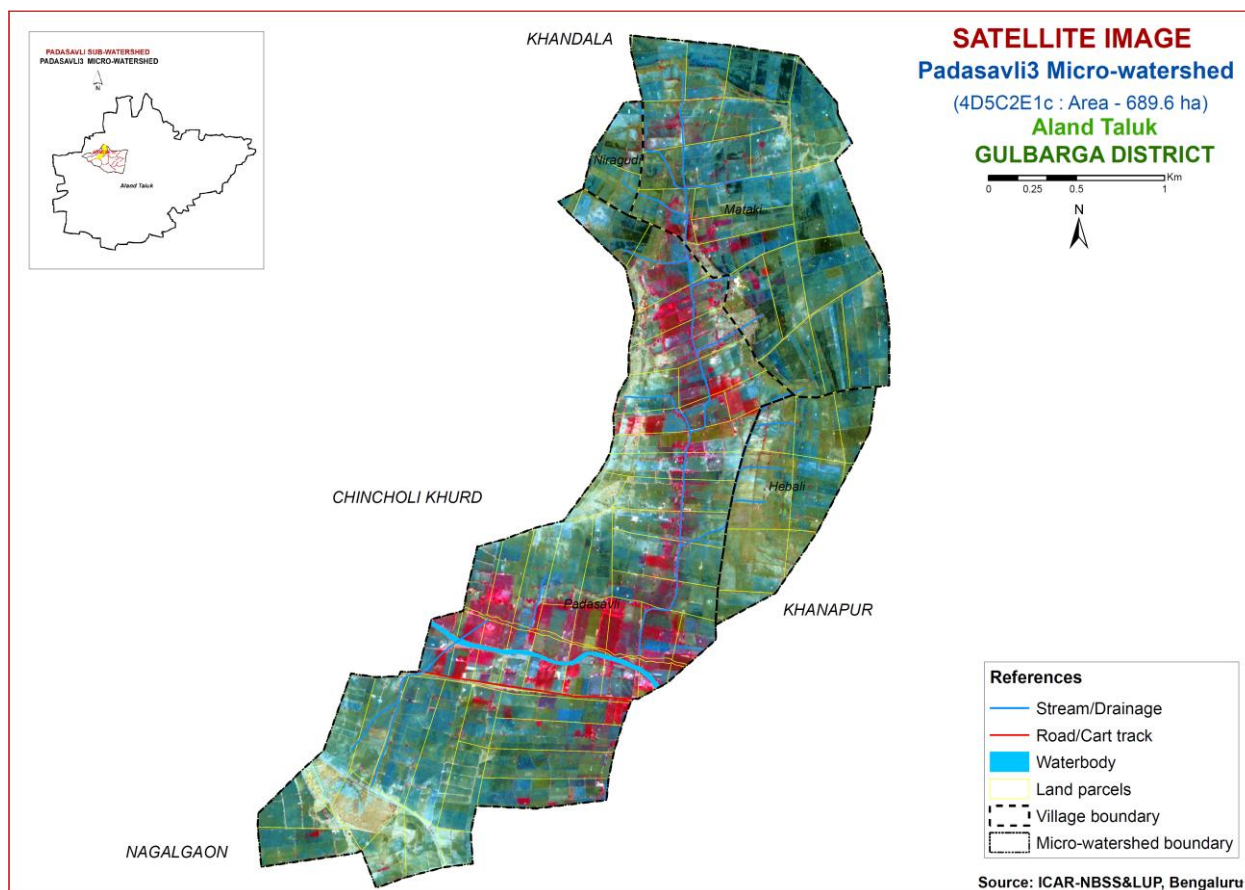 PADASAVLI SUB-WATERSHED
PADASAVLI3 MICRO-WATERSHED
N
Aland Taluk
SATELLITE IMAGE
Padasavli3 Micro-watershed
(4D5C2E1c : Area - 689.6 ha)
Aland Taluk
GULBARGA DISTRICT
Km
0 0.25 0.5 1
N
KHANDALA
Niragudi
Mataki
CHINCHOLI KHURD
Hebali
Padasavli
KHANAPUR
NAGALGAON
References
Stream/Drainage
Road/Cart track
Waterbody
Land parcels
Village boundary
Micro-watershed boundary
Source: ICAR-NBSS&LUP, Bengaluru